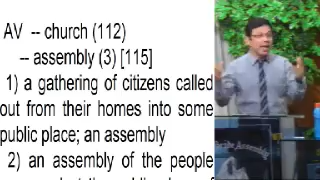 AV -- church (112)
-- assembly (3) [115]
1) a gathering of citizens called
out from their homes into some
public place; an assembly
2) an assembly of the people